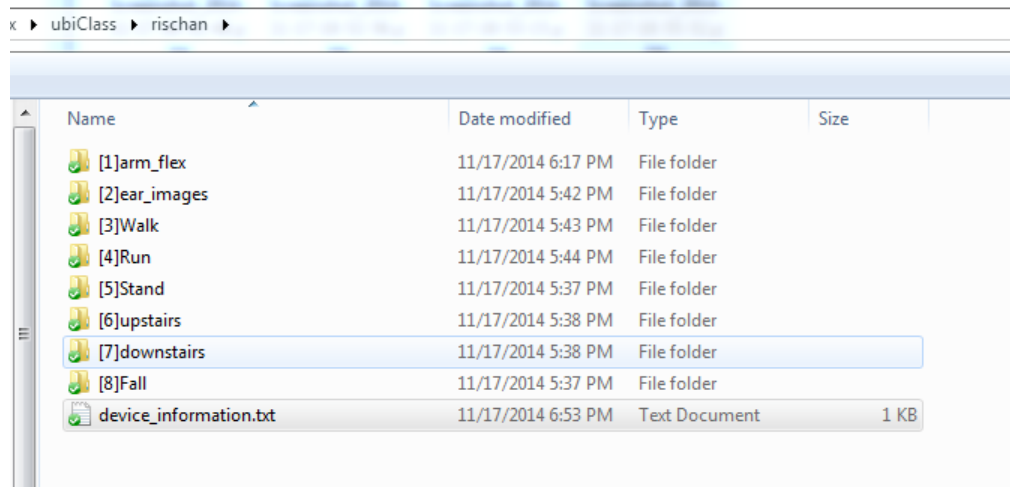 x ▸ ubiClass ▸ rischan ▸
Name Date modified Type Size
[1]arm_flex 11/17/2014 6:17 PM File folder
[2]ear_images 11/17/2014 5:42 PM File folder
[3]Walk 11/17/2014 5:43 PM File folder
[4]Run 11/17/2014 5:44 PM File folder
[5]Stand 11/17/2014 5:37 PM File folder
[6]upstairs 11/17/2014 5:38 PM File folder
[7]downstairs 11/17/2014 5:38 PM File folder
[8]Fall 11/17/2014 5:37 PM File folder
device_information.txt 11/17/2014 6:53 PM Text Document 1 KB